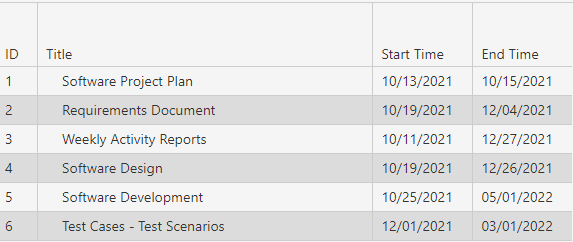 ID Title Start Time End Time
1 Software Project Plan 10/13/2021 10/15/2021
2 Requirements Document 10/19/2021 12/04/2021
3 Weekly Activity Reports 10/11/2021 12/27/2021
4 Software Design 10/19/2021 12/26/2021
5 Software Development 10/25/2021 05/01/2022
6 Test Cases - Test Scenarios 12/01/2021 03/01/2022